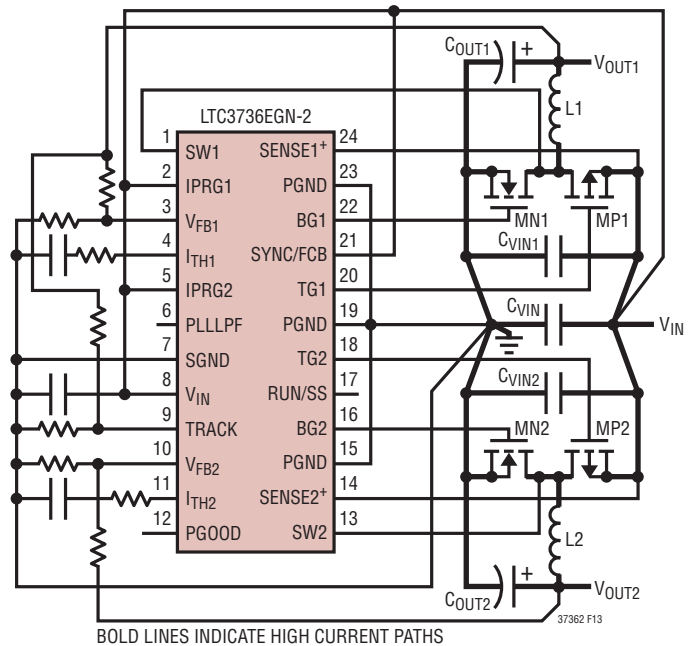 COUT1
+
VOUT1
L1
LTC3736EGN-2
1 SW1 SENSE1+ 24
2 IPRG1 PGND 23
3 VFB1 BG1 22
4 ITH1 SYNC/FCB 21
5 IPRG2 TG1 20
6 PLLLPF PGND 19
7 SGND TG2 18
8 VIN RUN/SS 17
9 TRACK BG2 16
10 VFB2 PGND 15
11 ITH2 SENSE2+ 14
12 PGOOD SW2 13
MN1 MP1
CVIN1
CVIN
VIN
CVIN2
MN2 MP2
L2
COUT2
+
VOUT2
37362 F13
BOLD LINES INDICATE HIGH CURRENT PATHS